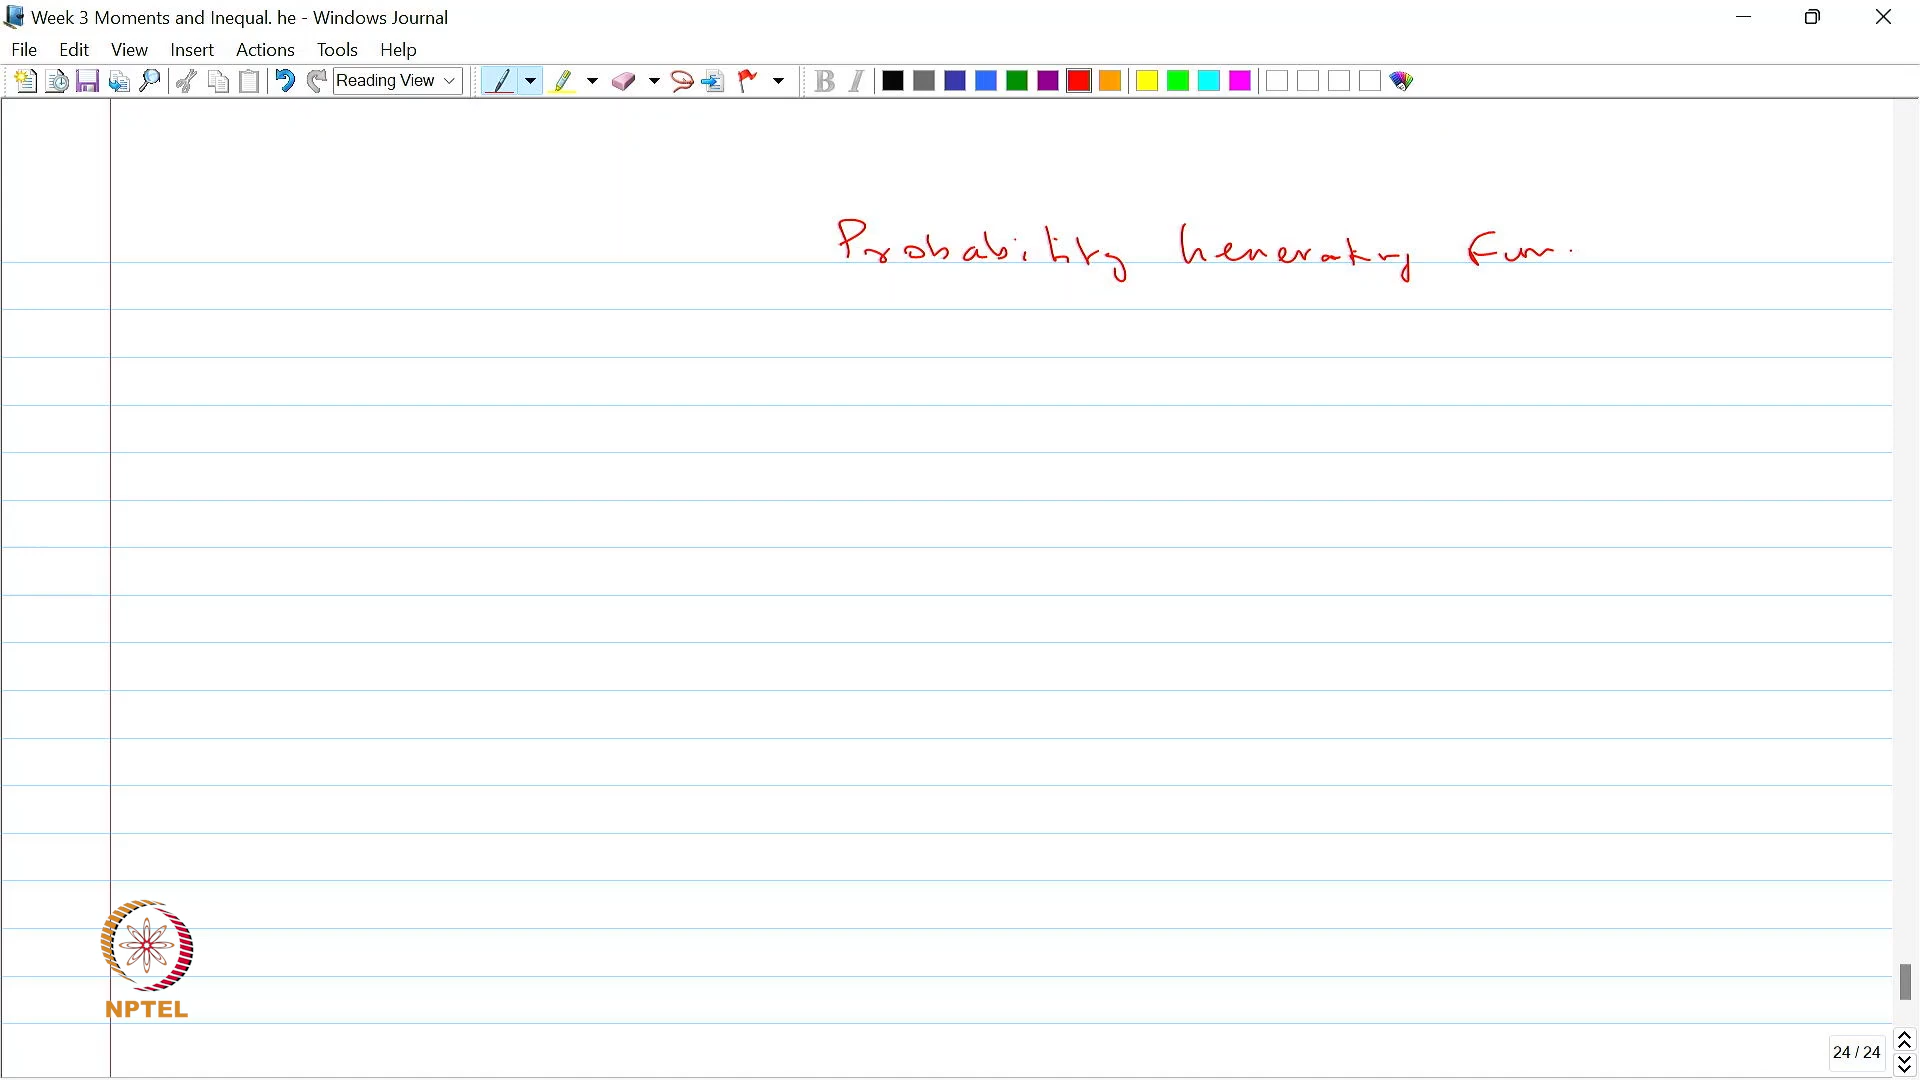 Week 3 Moments and Inequal. he - Windows Journal
File Edit View Insert Actions Tools Help
Reading View B I
Probability Generating Fun.
NPTEL
24 / 24